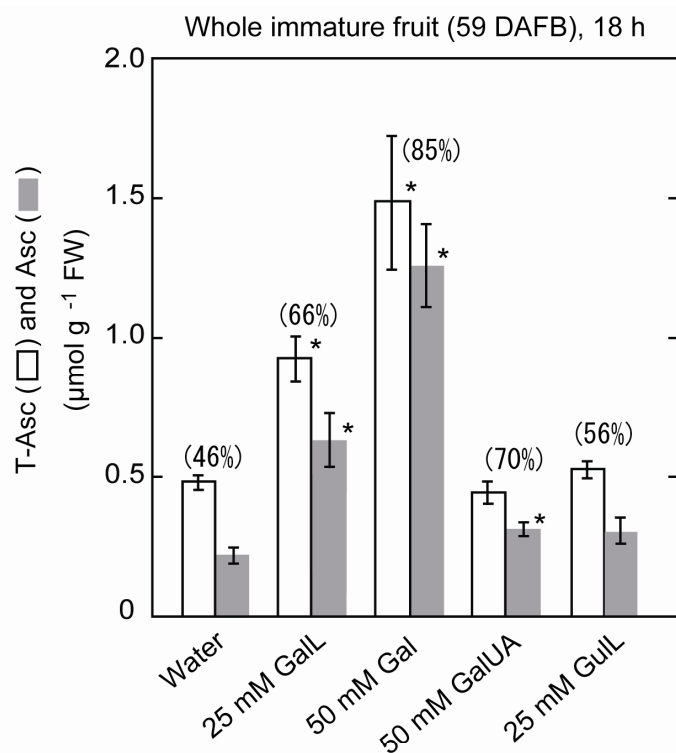 Whole immature fruit (59 DAFB), 18 h
T-Asc (□) and Asc (■)
(μmol g⁻¹ FW)
2.0
1.5
1.0
0.5
0
(46%)
(66%)
*
*
(85%)
*
*
(70%)
*
(56%)
Water
25 mM GalL
50 mM Gal
50 mM GalUA
25 mM GulL